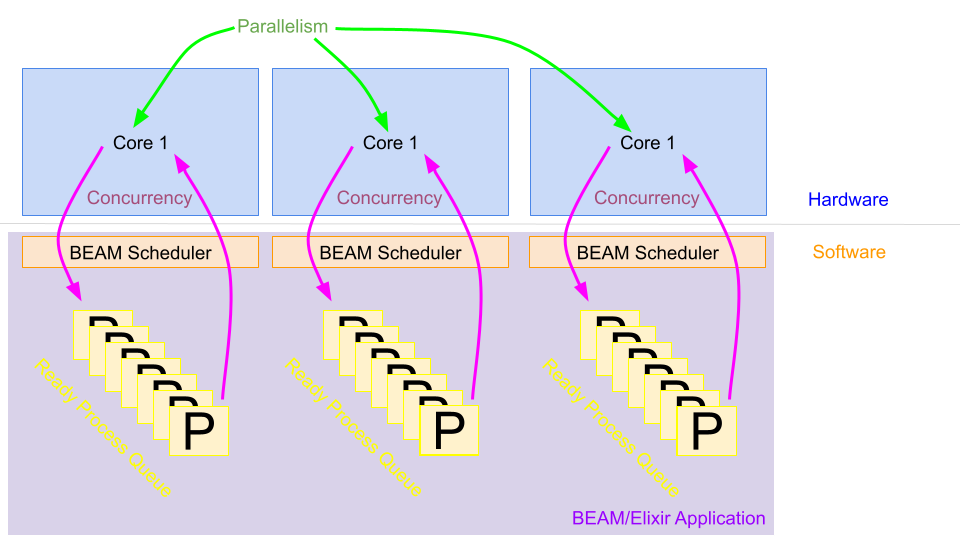 Parallelism
Core 1
Core 1
Core 1
Concurrency
Concurrency
Concurrency
Hardware
BEAM Scheduler
BEAM Scheduler
BEAM Scheduler
Software
P
P
P
P
P
P
P
Ready Process Queue
P
P
P
P
P
P
P
Ready Process Queue
P
P
P
P
P
P
P
Ready Process Queue
BEAM/Elixir Application